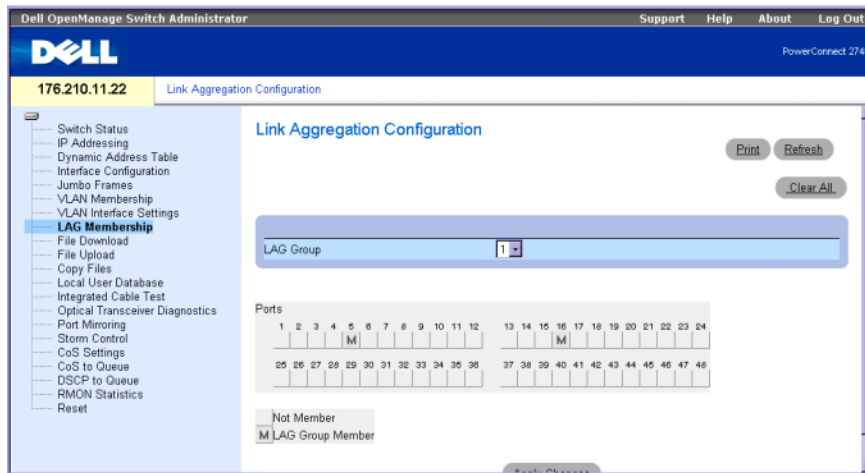 Dell OpenManage Switch Administrator
Support Help About Log Out
DELL
PowerConnect 274
176.210.11.22
Link Aggregation Configuration
Switch Status
IP Addressing
Dynamic Address Table
Interface Configuration
Jumbo Frames
VLAN Membership
VLAN Interface Settings
LAG Membership
File Download
File Upload
Copy Files
Local User Database
Integrated Cable Test
Optical Transceiver Diagnostics
Port Mirroring
Storm Control
CoS Settings
CoS to Queue
DSCP to Queue
RMON Statistics
Reset
Link Aggregation Configuration
Print Refresh
Clear All
LAG Group 1
Ports
1 2 3 4 5 6 7 8 9 10 11 12 13 14 15 16 17 18 19 20 21 22 23 24
M M
25 26 27 28 29 30 31 32 33 34 35 36 37 38 39 40 41 42 43 44 45 46 47 48
Not Member
M LAG Group Member
Apply Changes